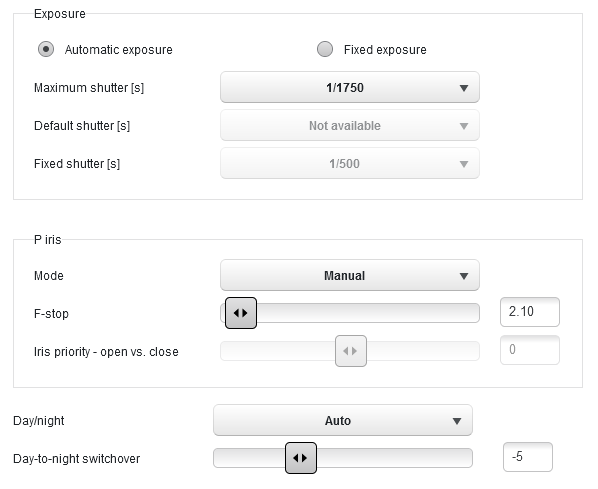 Exposure
Automatic exposure
Fixed exposure
Maximum shutter [s]
1/1750
Default shutter [s]
Not available
Fixed shutter [s]
1/500
P iris
Mode
Manual
F-stop
2.10
Iris priority - open vs. close
0
Day/night
Auto
Day-to-night switchover
-5